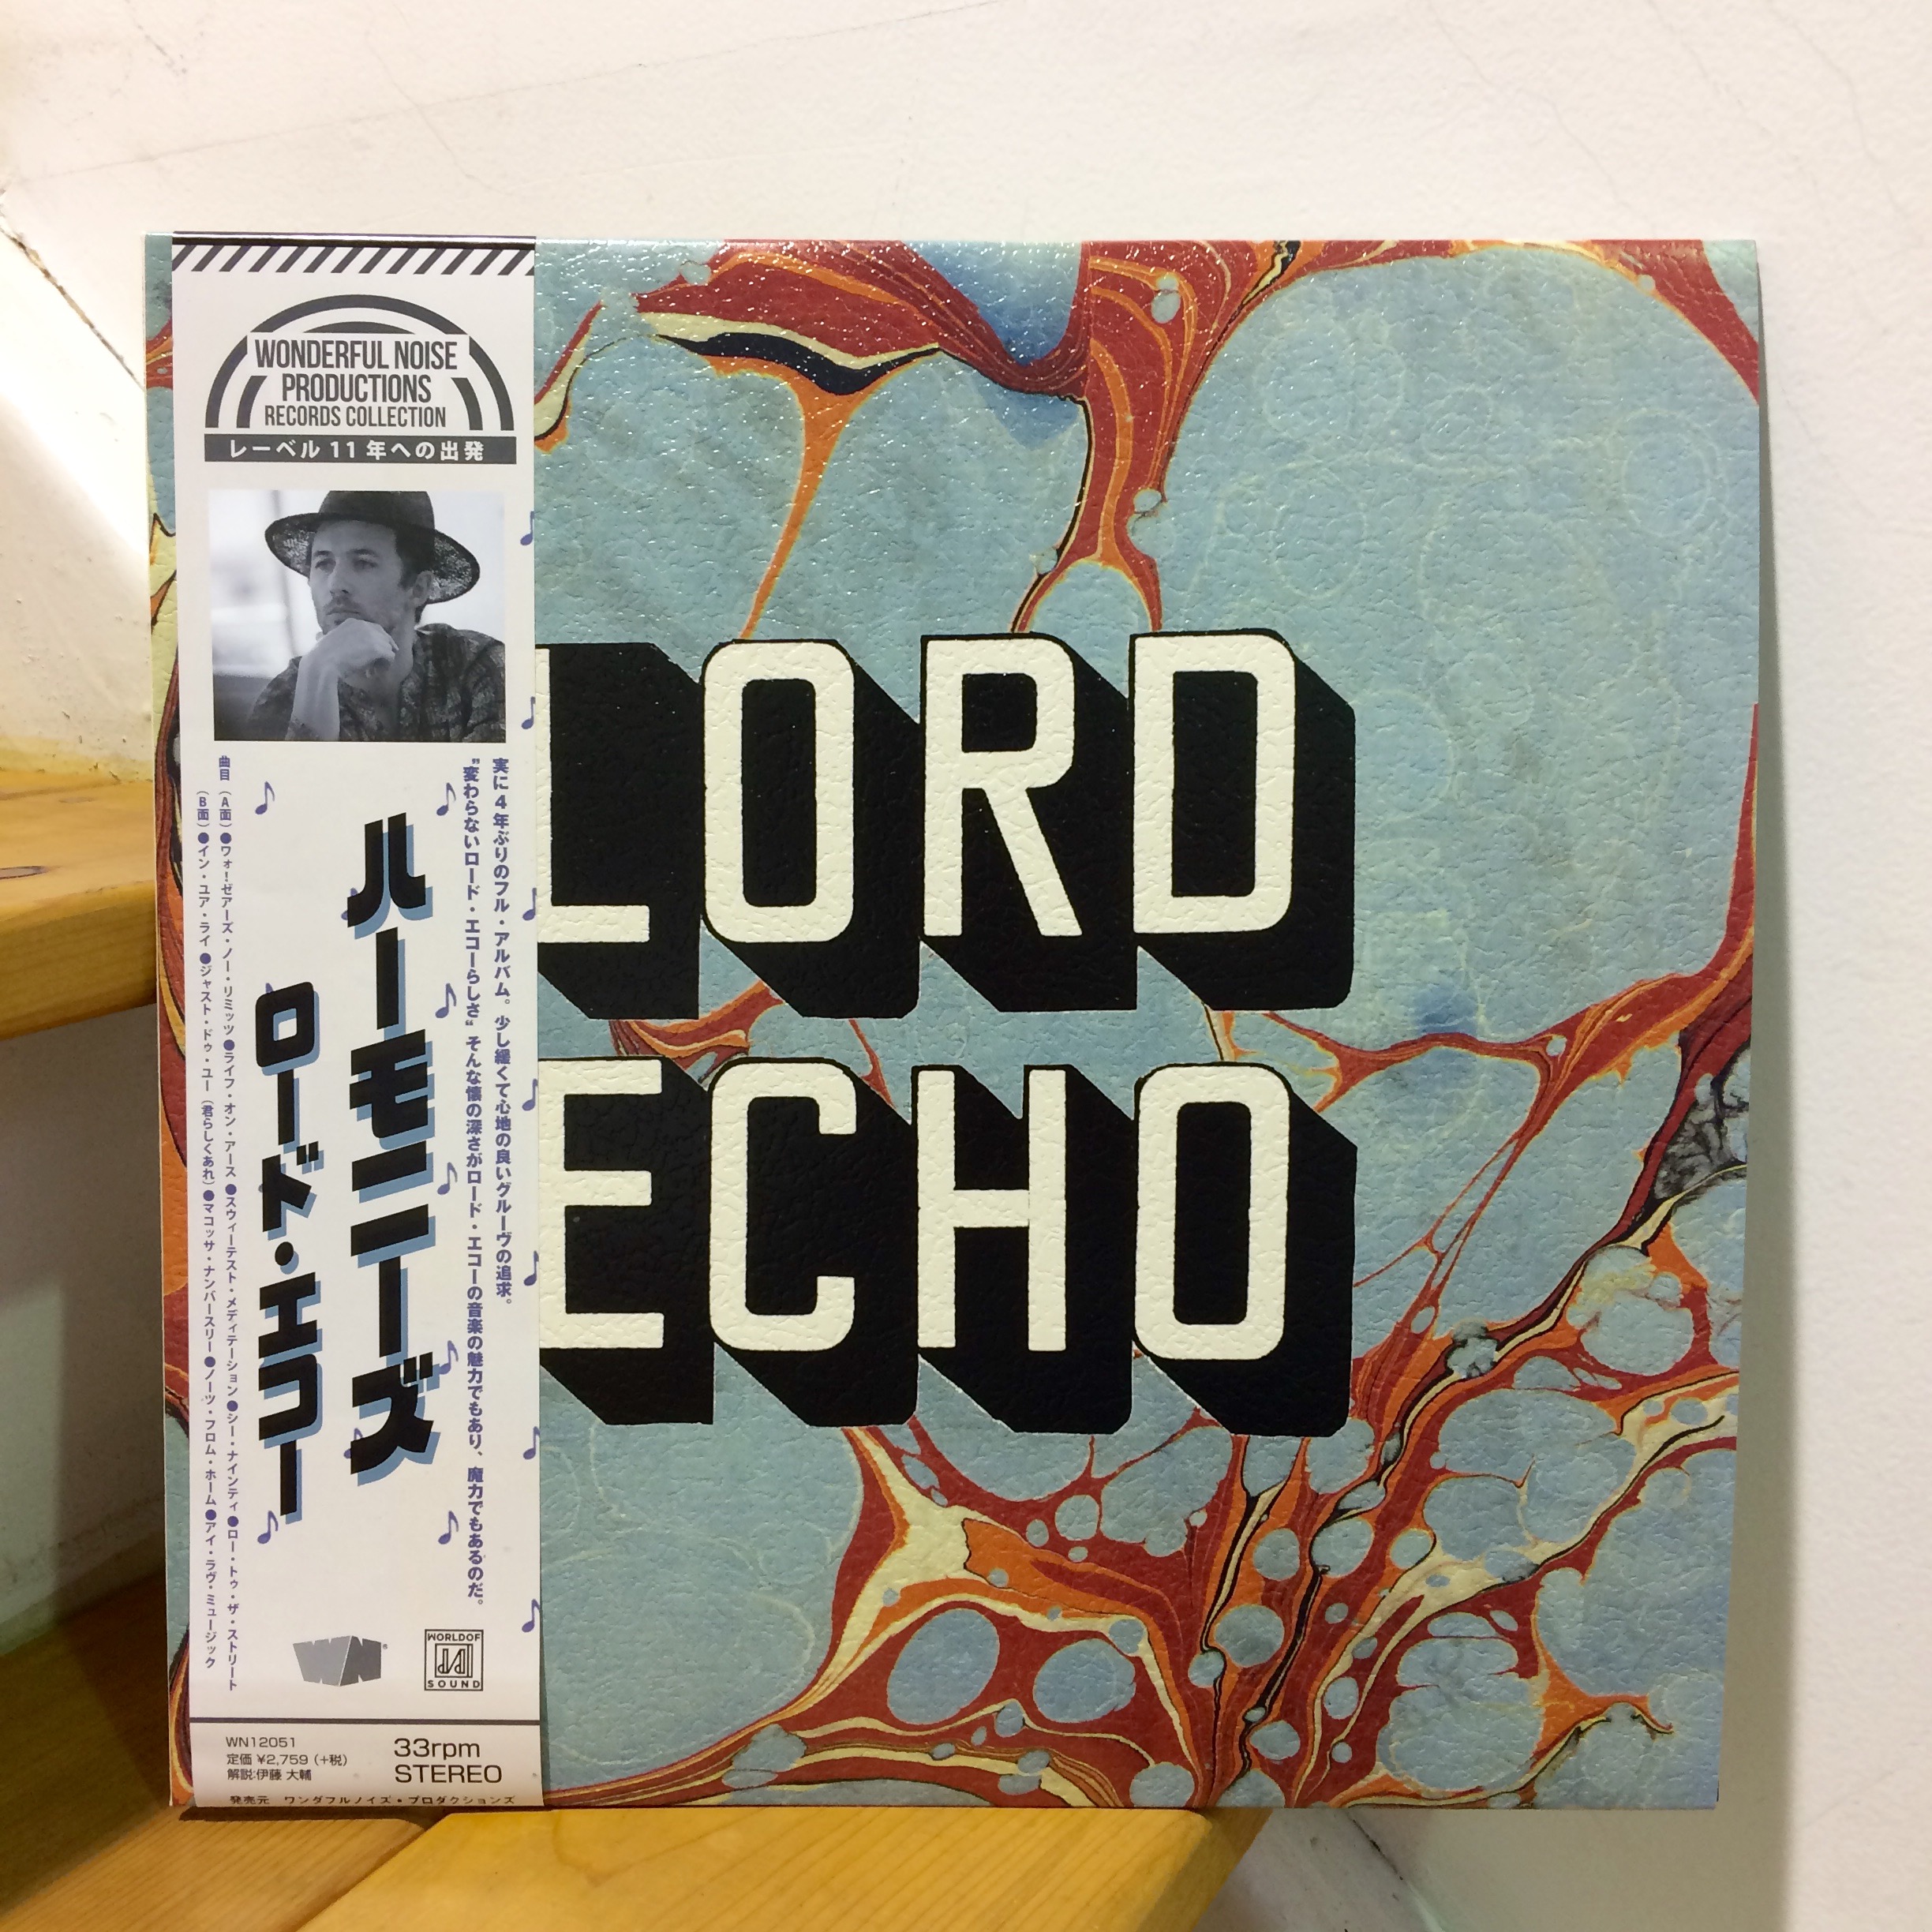 WONDERFUL NOISE
PRODUCTIONS
RECORDS COLLECTION
レーベル 11 年への出発
実に4年ぶりのフル・アルバム。少し緩くて心地の良いグルーヴの追求。
"変わらないロード・エコーらしさ" そんな懐の深さがロード・エコーの音楽の魅力でもあり、魔力でもあるのだ。
ハーモニーズ
ロード・エコー
曲目 (A面) ●ワォ!ゼアーズ・ノー・リミッツ ●ライフ・オン・アース ●スウィーテスト・メディテーション ●シー・ナインティ ●ロー・トゥ・ザ・ストリート
(B面) ●イン・ユア・ライ ●ジャスト・ドゥ・ユー (君らしくあれ) ●マコッサ・ナンバースリー ●ノーツ・フロム・ホーム ●アイ・ラヴ・ミュージック
WN®
WORLD OF
SOUND
WN12051
定価 ¥2,759 (+税)
解説:伊藤 大輔
33rpm
STEREO
発売元 ワンダフルノイズ・プロダクションズ
LORD
ECHO